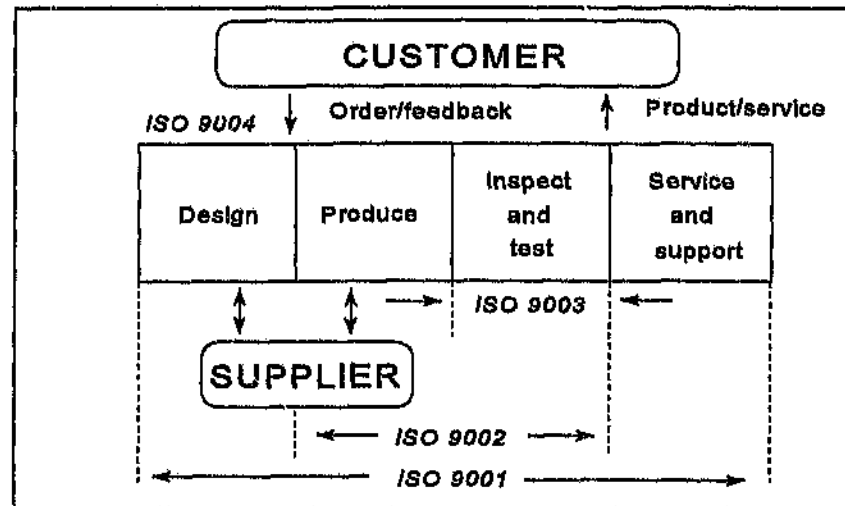 CUSTOMER
Order/feedback
Product/service
ISO 9004
Design
Produce
Inspect
and
test
Service
and
support
ISO 9003
SUPPLIER
ISO 9002
ISO 9001